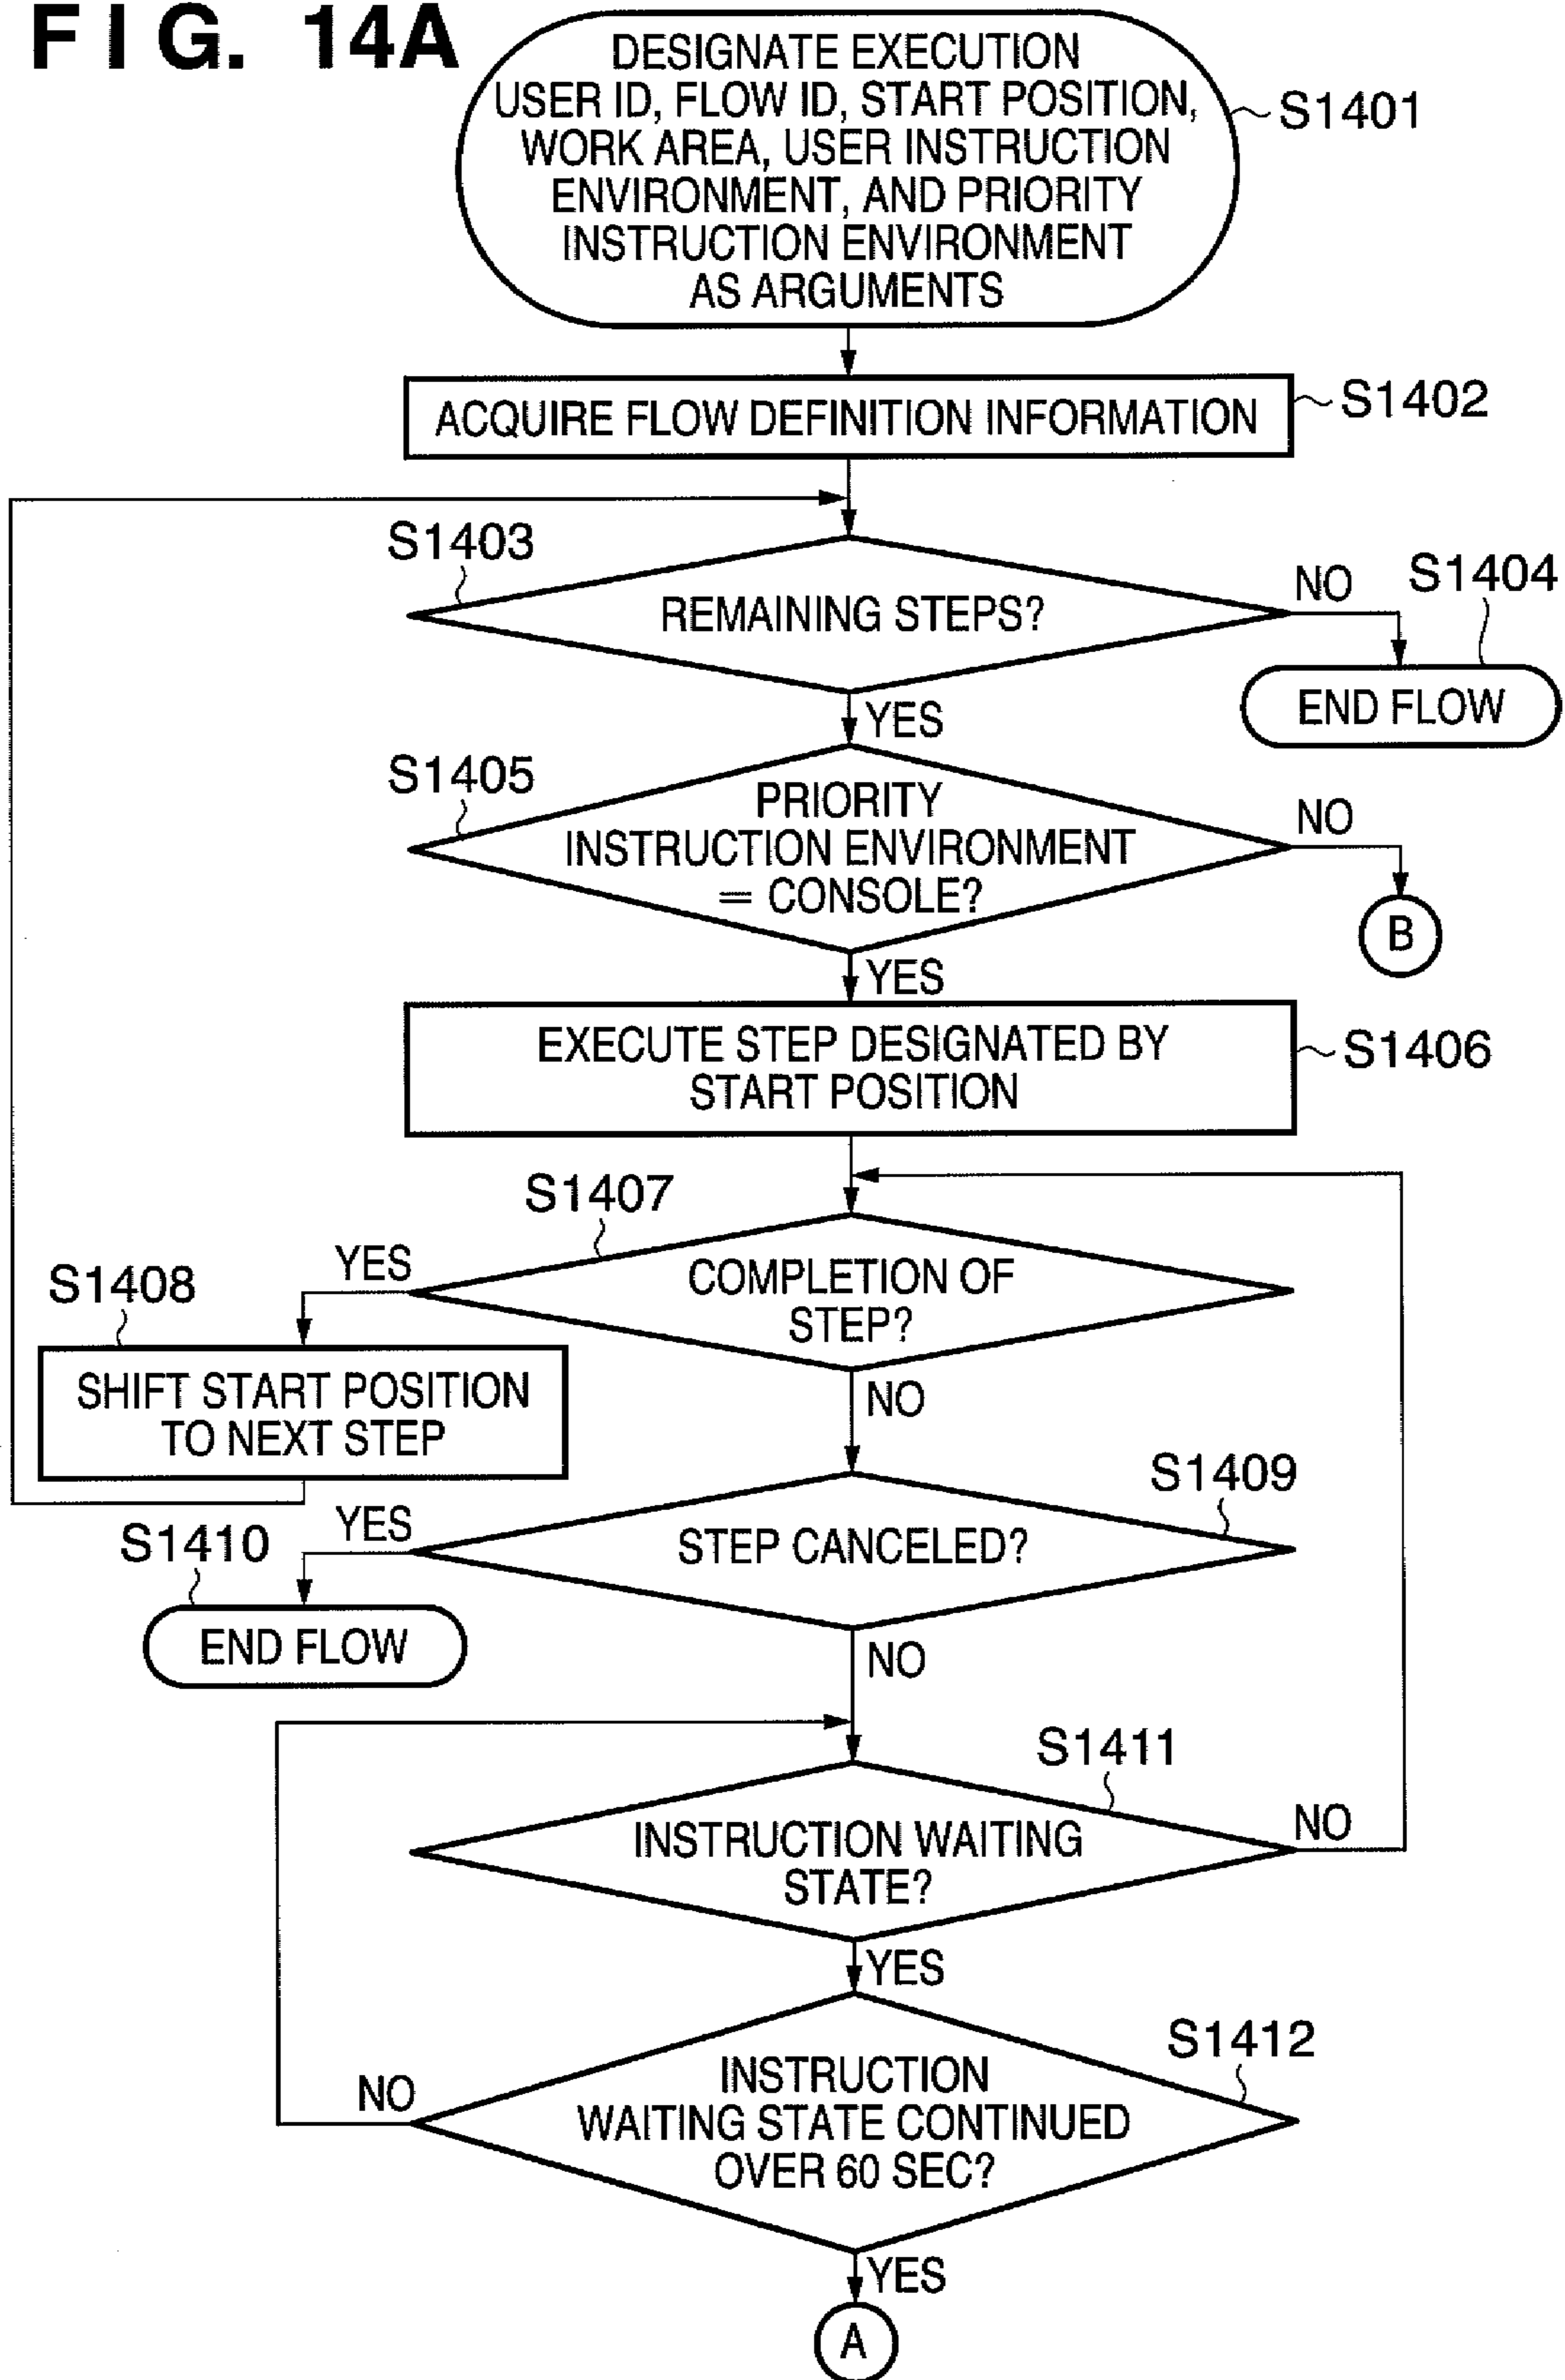 FIG. 14A
DESIGNATE EXECUTION
USER ID, FLOW ID, START POSITION,
WORK AREA, USER INSTRUCTION
ENVIRONMENT, AND PRIORITY
INSTRUCTION ENVIRONMENT
AS ARGUMENTS
S1401
ACQUIRE FLOW DEFINITION INFORMATION
S1402
S1403
REMAINING STEPS?
NO
S1404
END FLOW
YES
S1405
PRIORITY
INSTRUCTION ENVIRONMENT
= CONSOLE?
NO
B
YES
EXECUTE STEP DESIGNATED BY
START POSITION
S1406
S1407
COMPLETION OF
STEP?
YES
S1408
SHIFT START POSITION
TO NEXT STEP
NO
S1409
STEP CANCELED?
YES
S1410
END FLOW
NO
S1411
INSTRUCTION WAITING
STATE?
NO
YES
S1412
INSTRUCTION
WAITING STATE CONTINUED
OVER 60 SEC?
NO
YES
A